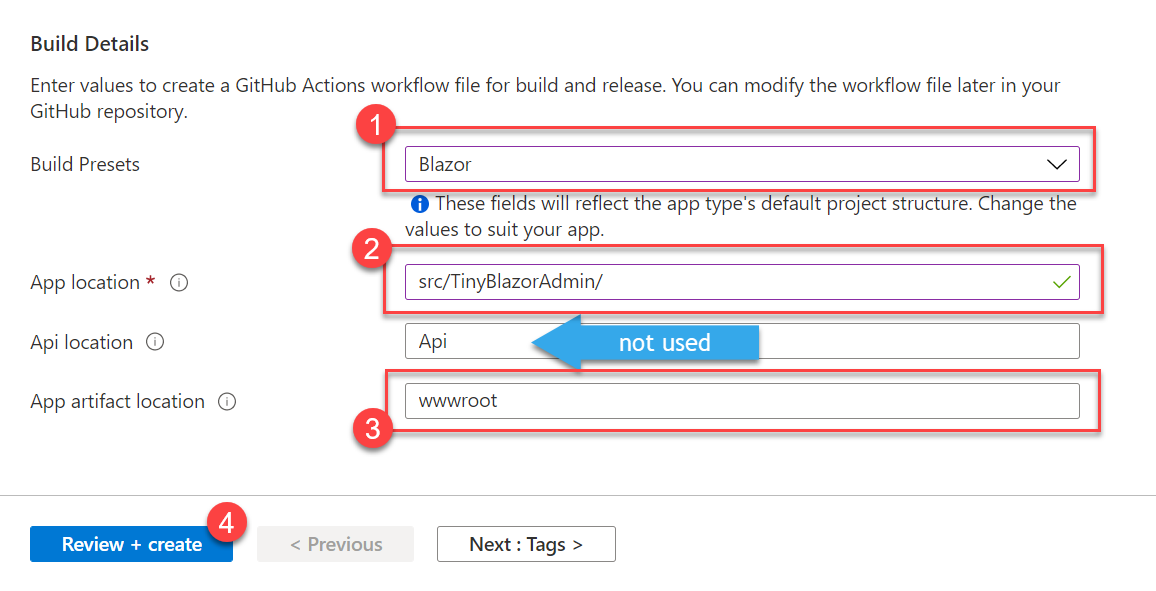 Build Details
Enter values to create a GitHub Actions workflow file for build and release. You can modify the workflow file later in your
GitHub repository.
1
Build Presets
Blazor
These fields will reflect the app type's default project structure. Change the
values to suit your app.
2
App location *
src/TinyBlazorAdmin/
Api location
Api
not used
App artifact location
wwwroot
3
4
Review + create
< Previous
Next : Tags >